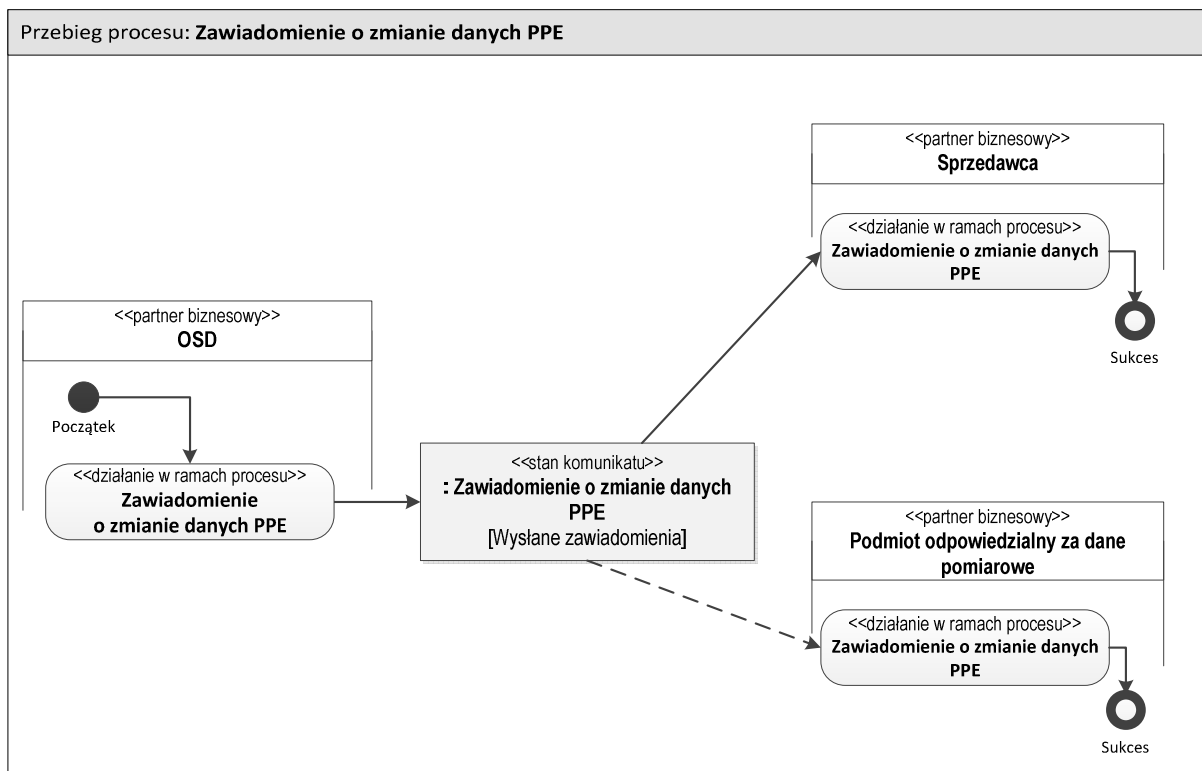 Przebieg procesu: Zawiadomienie o zmianie danych PPE
<<partner biznesowy>>
Sprzedawca
<<działanie w ramach procesu>>
Zawiadomienie o zmianie danych
PPE
Sukces
<<partner biznesowy>>
OSD
Początek
<<działanie w ramach procesu>>
Zawiadomienie
o zmianie danych PPE
<<stan komunikatu>>
: Zawiadomienie o zmianie danych
PPE
[Wysłane zawiadomienia]
<<partner biznesowy>>
Podmiot odpowiedzialny za dane
pomiarowe
<<działanie w ramach procesu>>
Zawiadomienie o zmianie danych
PPE
Sukces